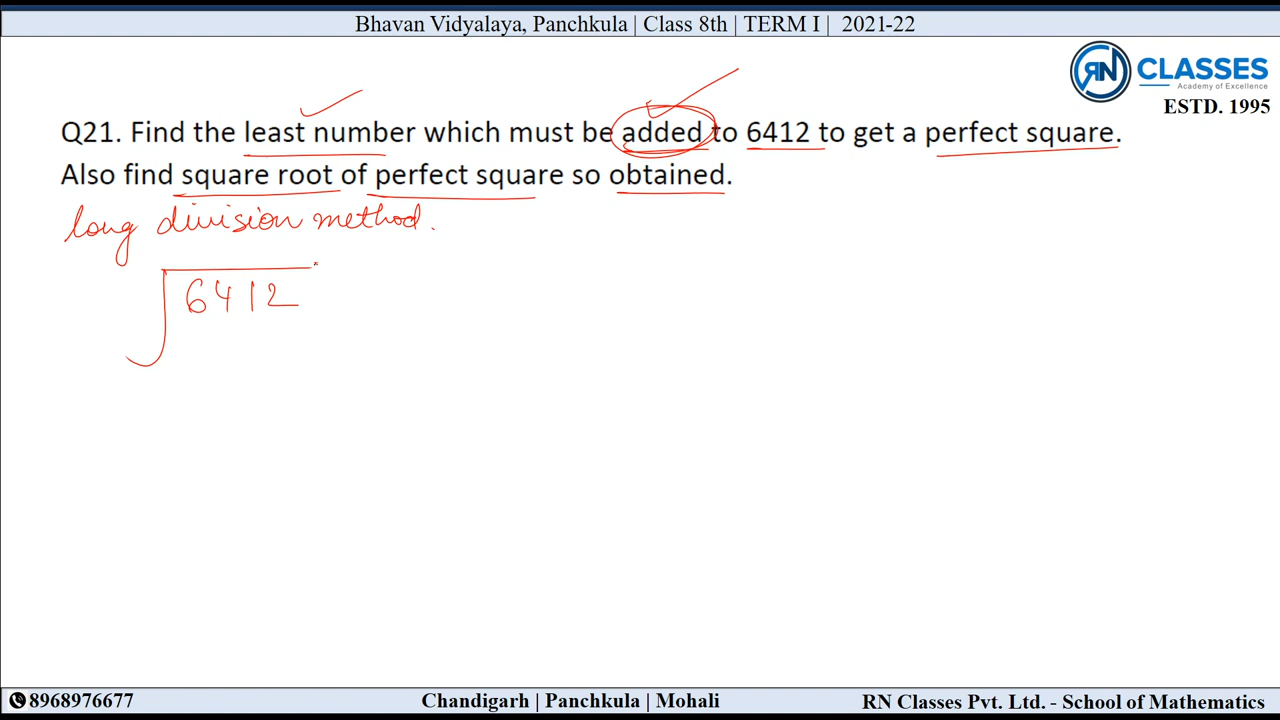 Bhavan Vidyalaya, Panchkula | Class 8th | TERM I | 2021-22
RN CLASSES
Academy of Excellence
ESTD. 1995
Q21. Find the least number which must be added to 6412 to get a perfect square.
Also find square root of perfect square so obtained.
long division method.
6412
8968976677
Chandigarh | Panchkula | Mohali
RN Classes Pvt. Ltd. - School of Mathematics